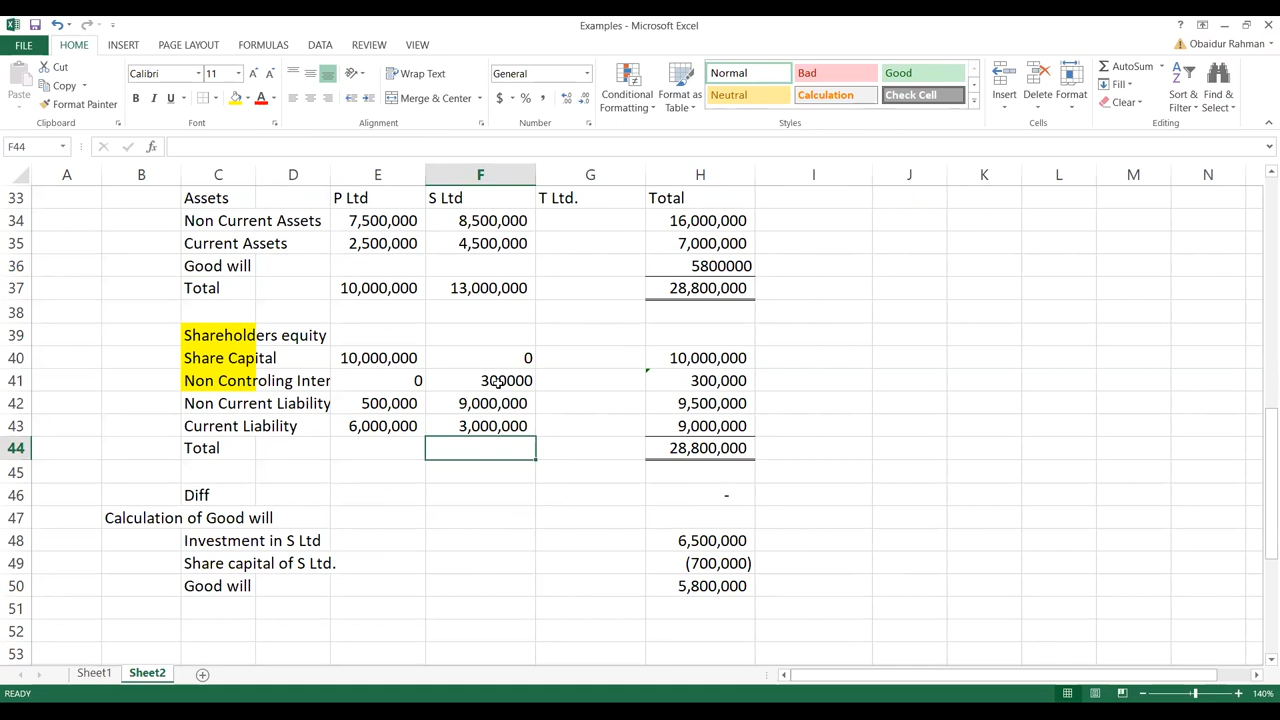 Examples - Microsoft Excel
FILE HOME INSERT PAGE LAYOUT FORMULAS DATA REVIEW VIEW Obaidur Rahman
Paste Cut Copy Format Painter Clipboard
Calibri 11 B I U Font
Wrap Text Merge & Center Alignment
General $ % , Number
Conditional Formatting Format as Table
Normal Bad Good
Neutral Calculation Check Cell
Styles
Insert Delete Format Cells
AutoSum Fill Clear Sort & Filter Find & Select Editing
F44 fx
A B C D E F G H I J K L M N
33 Assets P Ltd S Ltd T Ltd. Total
34 Non Current Assets 7,500,000 8,500,000 16,000,000
35 Current Assets 2,500,000 4,500,000 7,000,000
36 Good will 5800000
37 Total 10,000,000 13,000,000 28,800,000
38
39 Shareholders equity
40 Share Capital 10,000,000 0 10,000,000
41 Non Controling Inter 0 300000 300,000
42 Non Current Liability 500,000 9,000,000 9,500,000
43 Current Liability 6,000,000 3,000,000 9,000,000
44 Total 28,800,000
45
46 Diff -
47 Calculation of Good will
48 Investment in S Ltd 6,500,000
49 Share capital of S Ltd. (700,000)
50 Good will 5,800,000
51
52
53
Sheet1 Sheet2
READY 140%